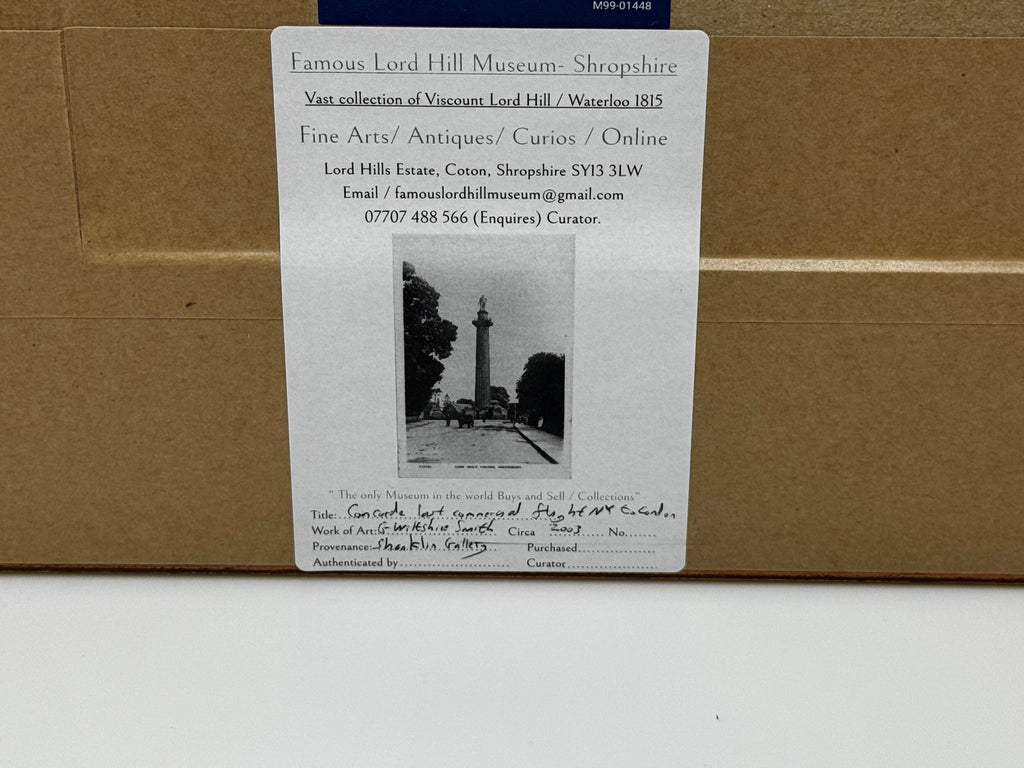 M99-01448
Famous Lord Hill Museum- Shropshire
Vast collection of Viscount Lord Hill / Waterloo 1815
Fine Arts/ Antiques/ Curios / Online
Lord Hills Estate, Coton, Shropshire SY13 3LW
Email / famouslordhillmuseum@gmail.com
07707 488 566 (Enquires) Curator.
" The only Museum in the world Buys and Sell / Collections"
Title:..Concorde last commercial flight NY to London
Work of Art:G Wiltshire Smith Circa 2003..... No.......
Provenance:Shanklin Gallery Purchased..................
Authenticated by......................... Curator.....................